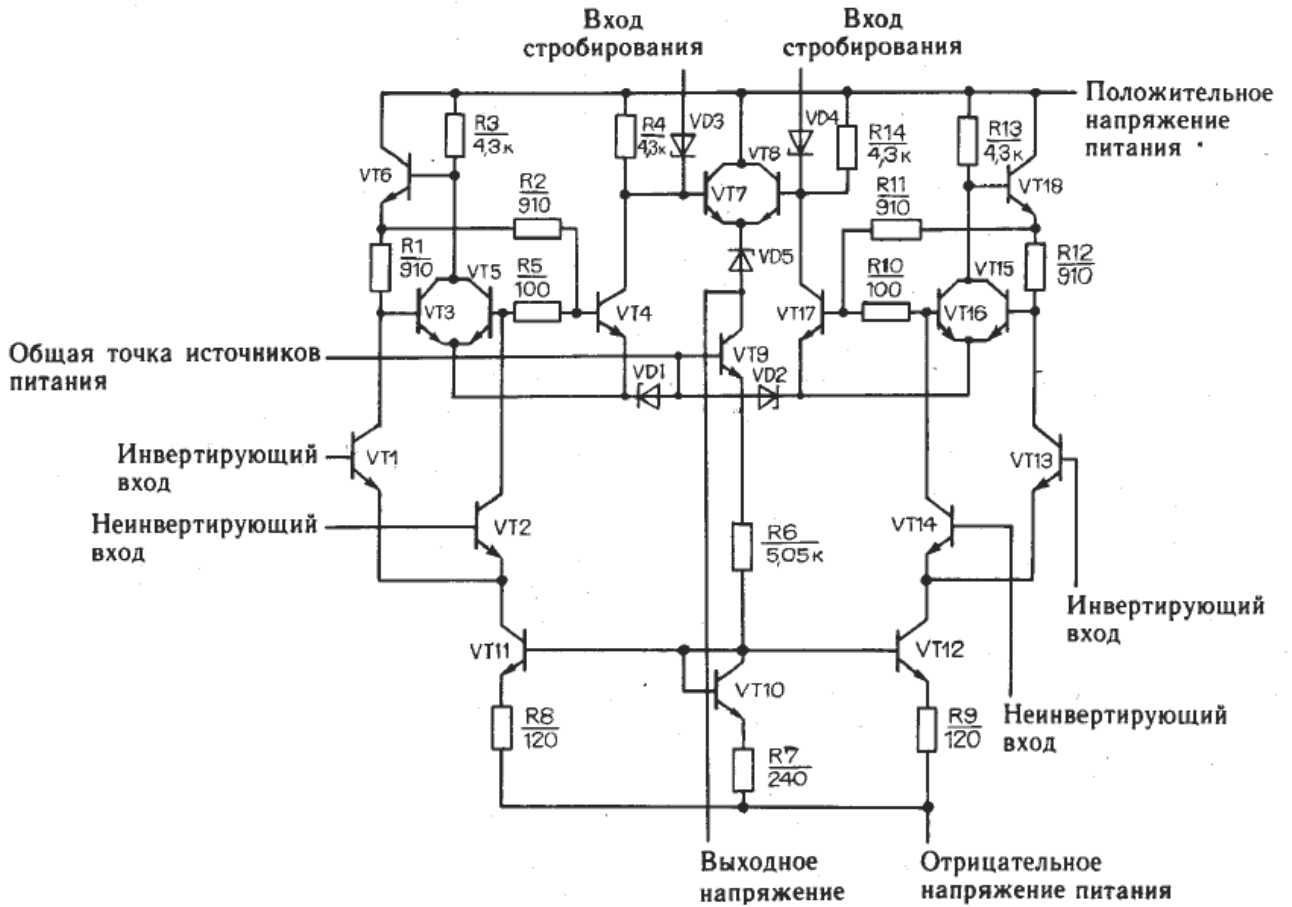 Вход
стробирования
Вход
стробирования
Положительное
напряжение
питания
R3
4,3к
R4
4,3к
VD3
VD4
R14
4,3к
R13
4,3к
VT6
R2
910
VT7
VT8
R11
910
VT18
R1
910
VT5
R5
100
VD5
R10
100
VT15
R12
910
VT3
VT4
VT17
VT16
Общая точка источников
питания
VD1
VT9
VD2
Инвертирующий
вход
VT1
VT13
Неинвертирующий
вход
VT2
R6
5,05к
VT14
Инвертирующий
вход
VT11
VT10
VT12
R8
120
R7
240
R9
120
Неинвертирующий
вход
Выходное
напряжение
Отрицательное
напряжение питания